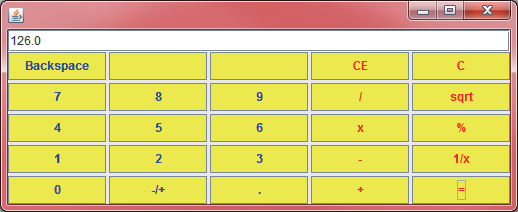 126.0
Backspace CE C
7 8 9 / sqrt
4 5 6 x %
1 2 3 - 1/x
0 -/+ . + =